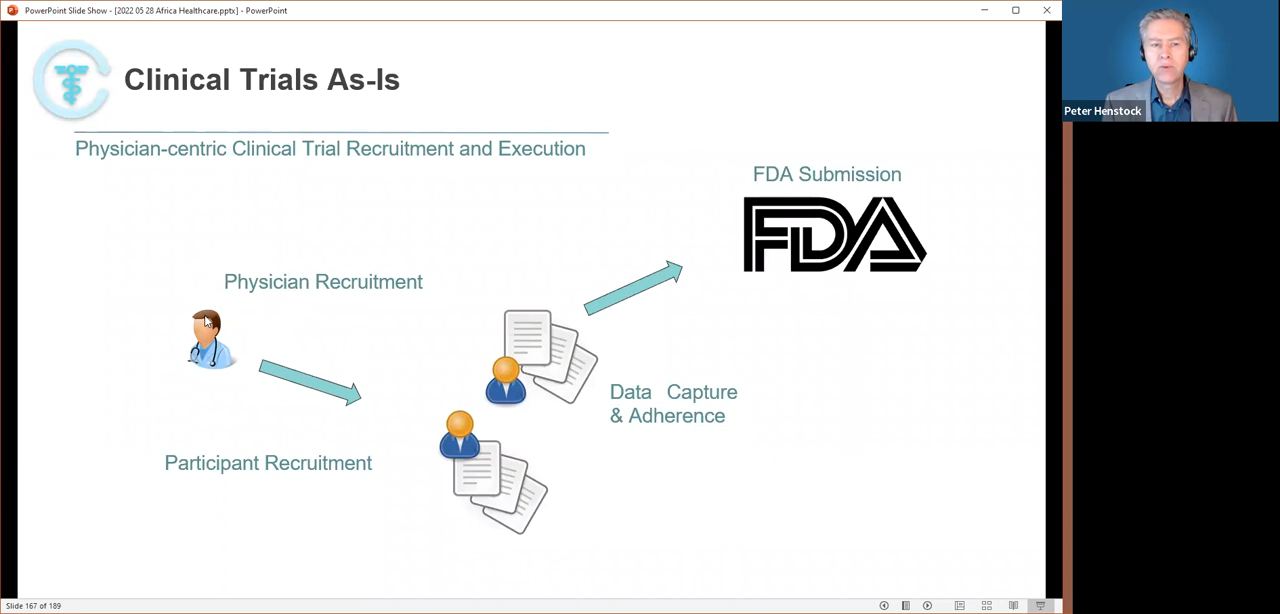 PowerPoint Slide Show - [2022 05 28 Africa Healthcare.pptx] - PowerPoint
Clinical Trials As-Is
Physician-centric Clinical Trial Recruitment and Execution
FDA Submission
FDA
Physician Recruitment
Data Capture
& Adherence
Participant Recruitment
Peter Henstock
Slide 167 of 189